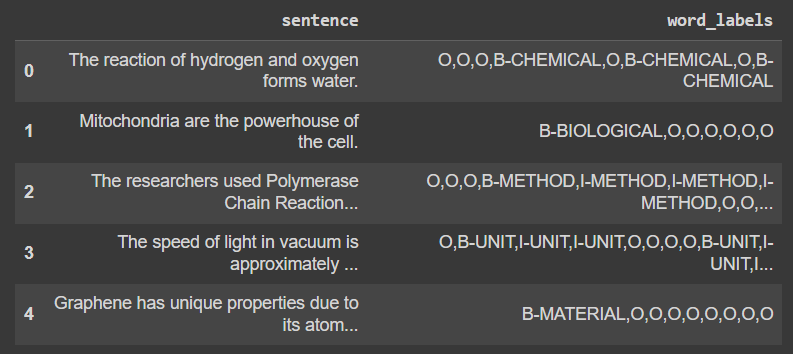 sentence word_labels
0 The reaction of hydrogen and oxygen O,O,O,B-CHEMICAL,O,B-CHEMICAL,O,B-
forms water. CHEMICAL
1 Mitochondria are the powerhouse of B-BIOLOGICAL,O,O,O,O,O,O
the cell.
2 The researchers used Polymerase O,O,O,B-METHOD,I-METHOD,I-METHOD,I-
Chain Reaction... METHOD,O,O,...
3 The speed of light in vacuum is O,B-UNIT,I-UNIT,I-UNIT,O,O,O,O,B-UNIT,I-
approximately ... UNIT,I...
4 Graphene has unique properties due to B-MATERIAL,O,O,O,O,O,O,O,O
its atom...